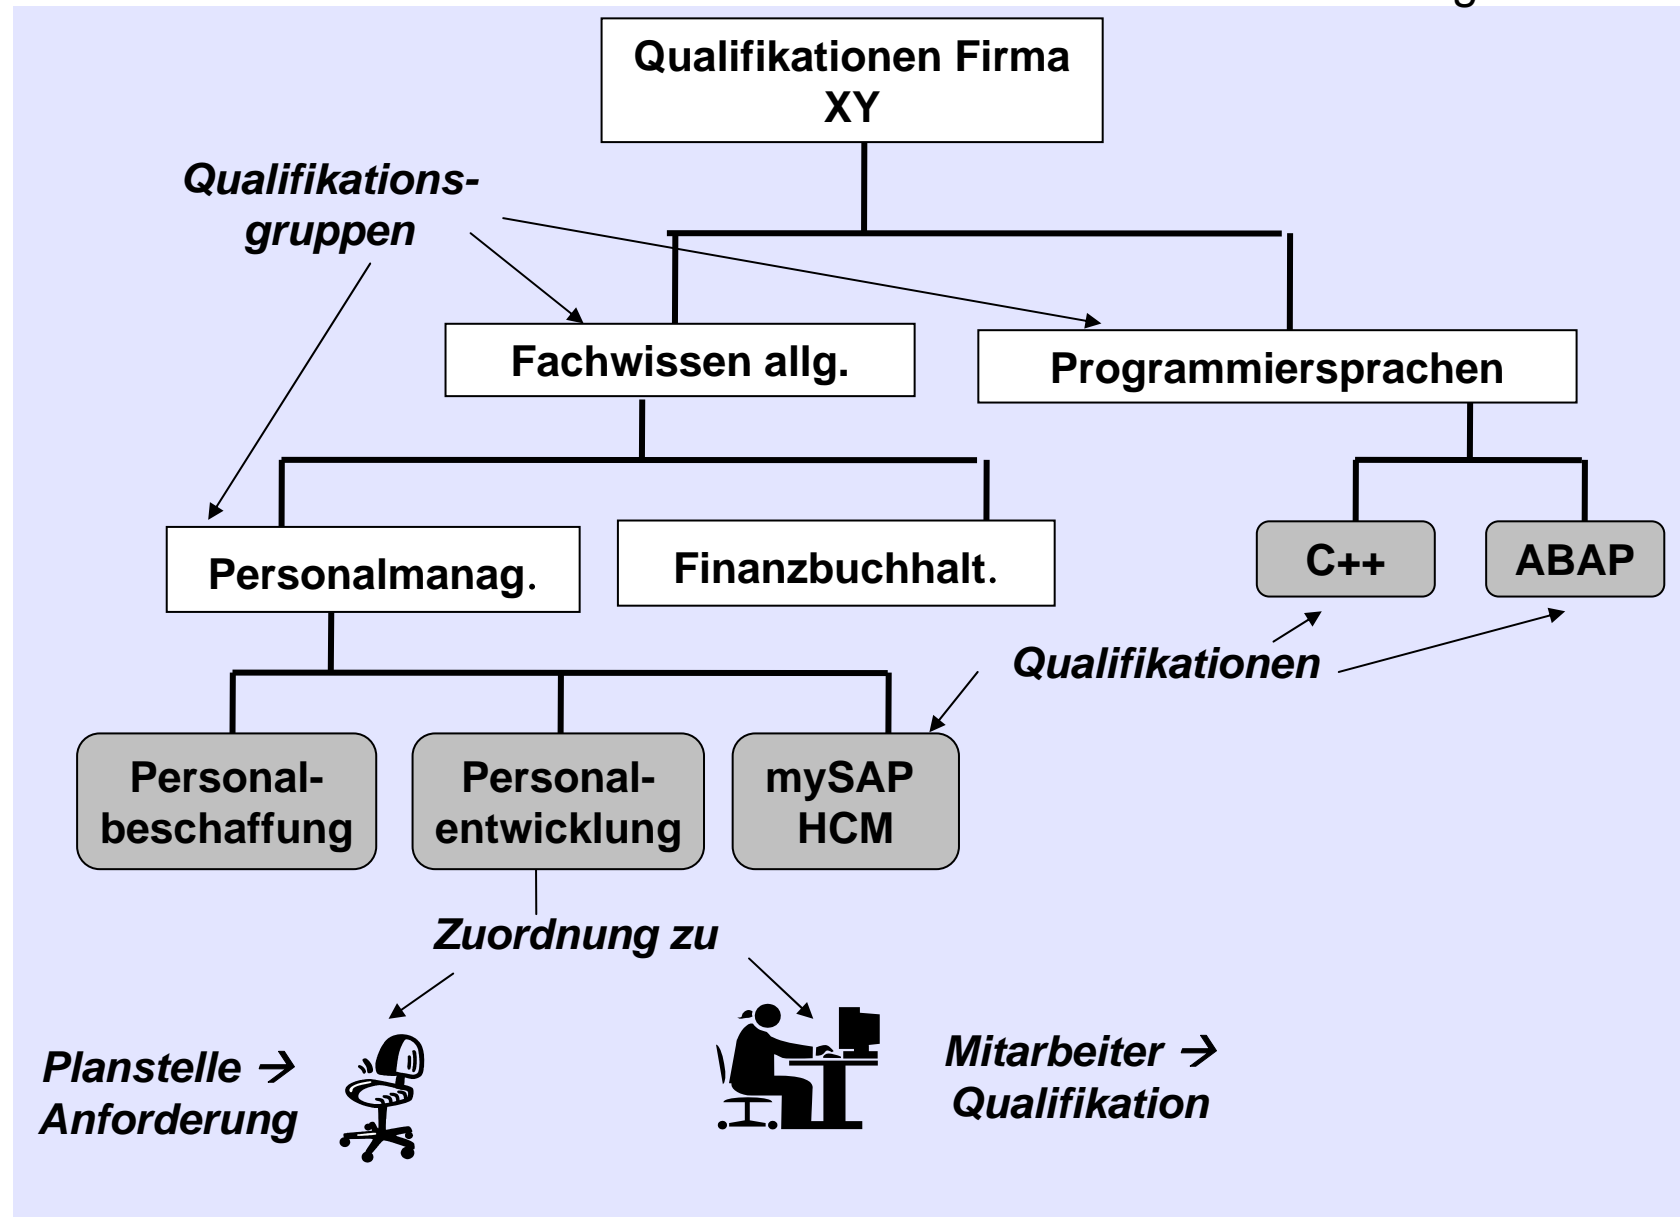 Qualifikationen Firma
XY
Qualifikations-
gruppen
Fachwissen allg.
Programmiersprachen
Personalmanag.
Finanzbuchhalt.
C++
ABAP
Qualifikationen
Personal-
beschaffung
Personal-
entwicklung
mySAP
HCM
Zuordnung zu
Planstelle →
Anforderung
Mitarbeiter →
Qualifikation